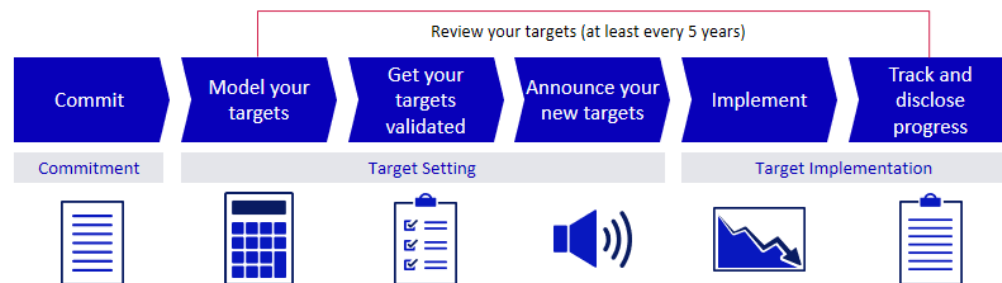 Review your targets (at least every 5 years)
Commit
Model your
targets
Get your
targets
validated
Announce your
new targets
Implement
Track and
disclose
progress
Commitment
Target Setting
Target Implementation